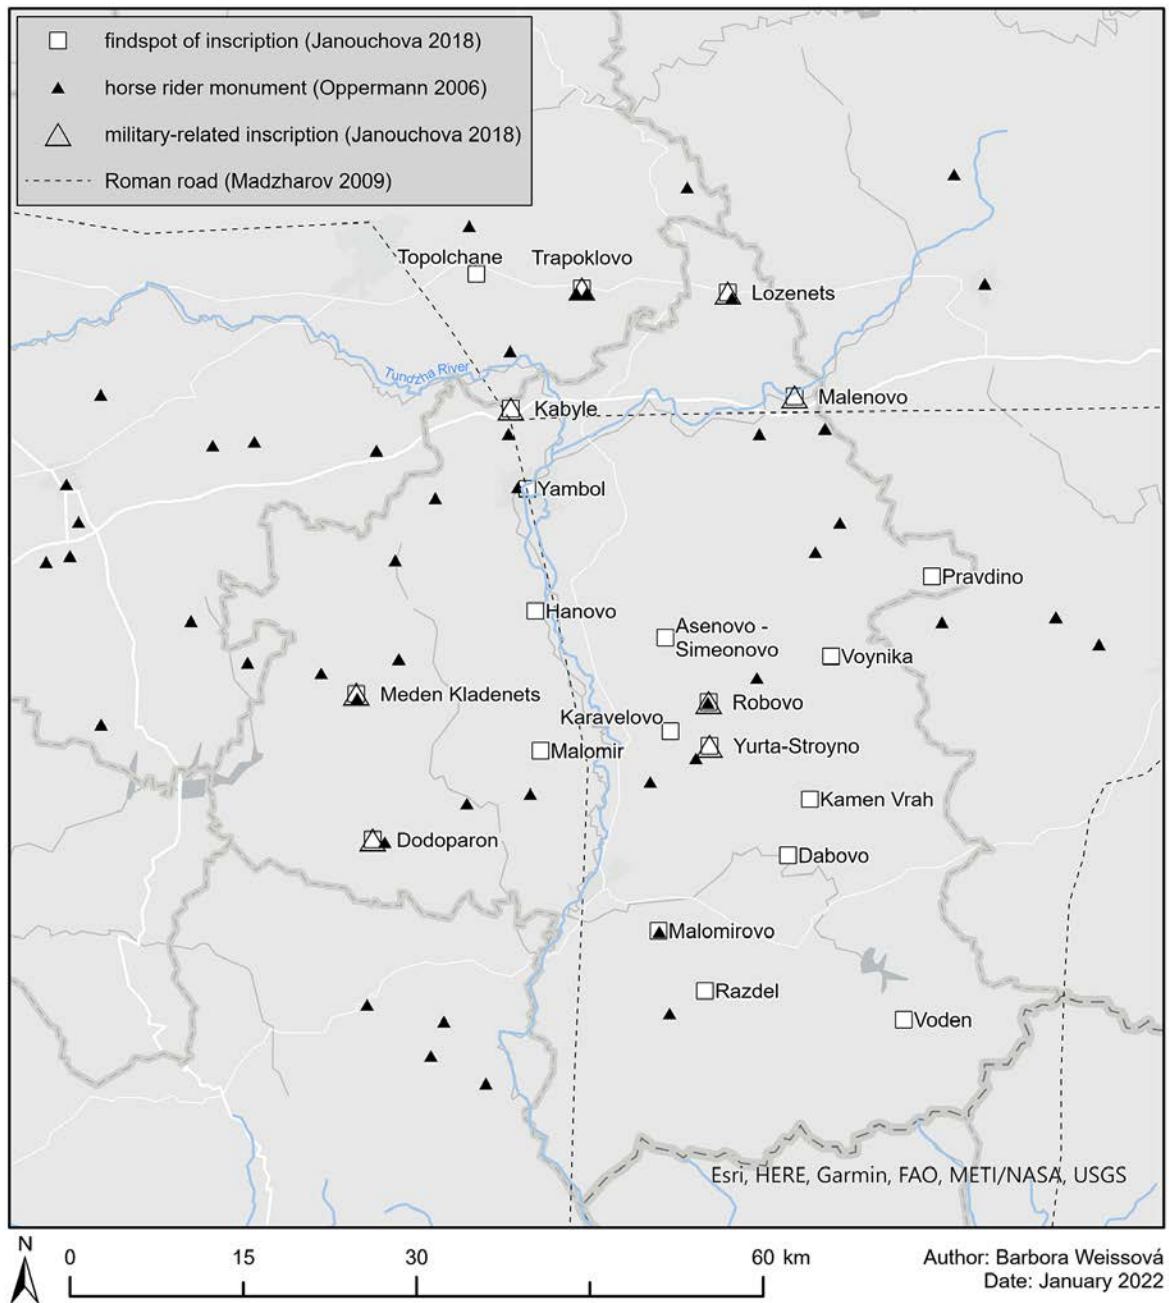 findspot of inscription (Janouchova 2018)
horse rider monument (Oppermann 2006)
military-related inscription (Janouchova 2018)
Roman road (Madzharov 2009)
Topolchane
Trapoklovo
Lozenets
Tundzha River
Kabyle
Malenovo
Yambol
Pravdino
Hanovo
Asenovo -
Simeonovo
Voynika
Meden Kladenets
Robovo
Karavelovo
Malomir
Yurta-Stroyno
Kamen Vrah
Dodoparon
Dabovo
Malomirovo
Razdel
Voden
Esri, HERE, Garmin, FAO, METI/NASA, USGS
N
0 15 30 60 km
Author: Barbora Weissová
Date: January 2022